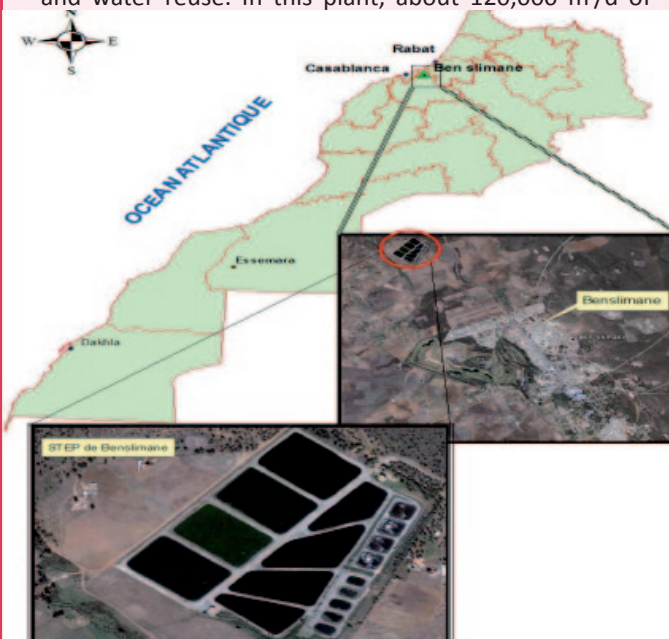 and water reuse. In this plant, about 126,000 m³/d of
N
W E
S
Rabat
Casablanca
Ben slimane
OCEAN ATLANTIQUE
Essemara
Benslimane
Dakhla
STEP de Benslimane